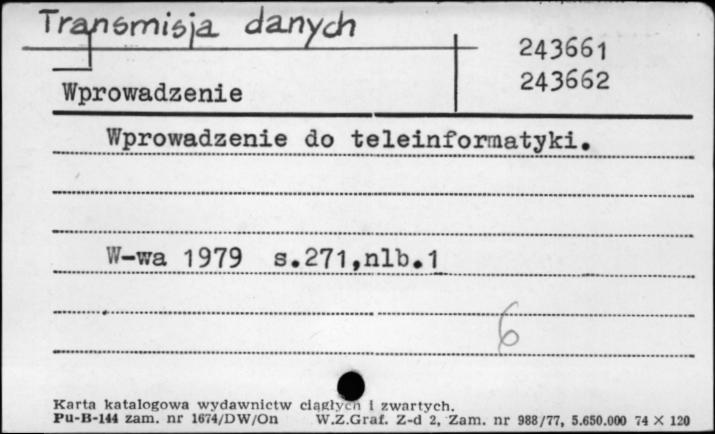 Transmisja danych
243661
243662
Wprowadzenie
Wprowadzenie do teleinformatyki.
W-wa 1979 s.271,nlb.1
6
Karta katalogowa wydawnictw ciągłych i zwartych.
Pu-B-144 zam. nr 1674/DW/On W.Z.Graf. Z-d 2, Zam. nr 988/77, 5.650.000 74 X 120